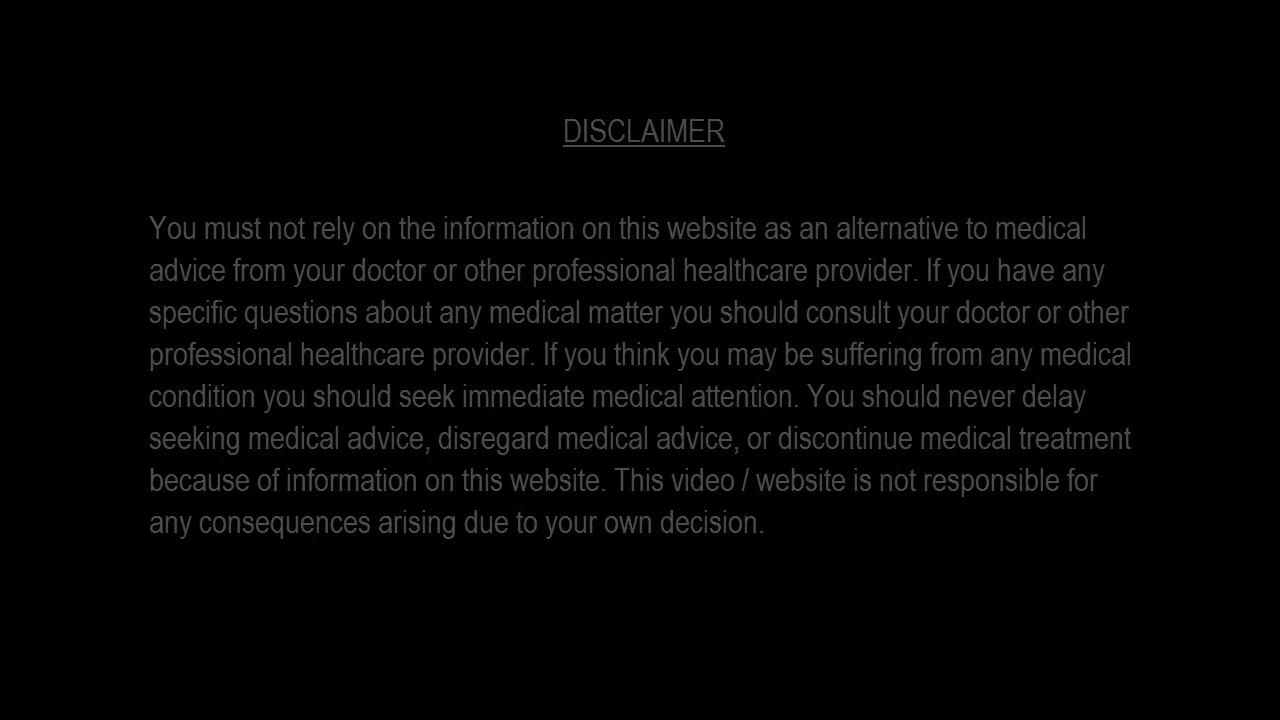 DISCLAIMER
You must not rely on the information on this website as an alternative to medical
advice from your doctor or other professional healthcare provider. If you have any
specific questions about any medical matter you should consult your doctor or other
professional healthcare provider. If you think you may be suffering from any medical
condition you should seek immediate medical attention. You should never delay
seeking medical advice, disregard medical advice, or discontinue medical treatment
because of information on this website. This video / website is not responsible for
any consequences arising due to your own decision.